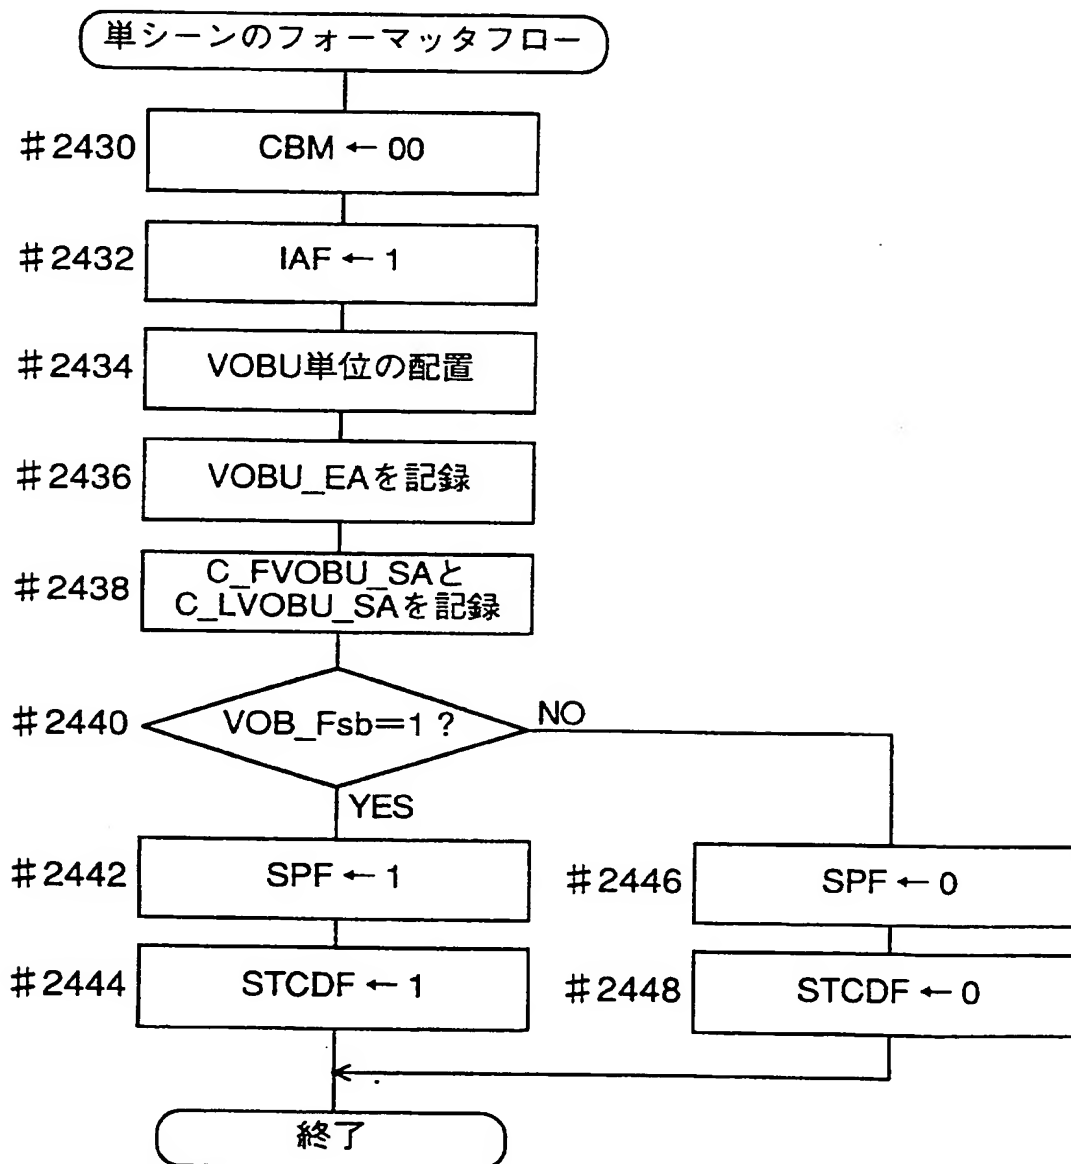 単シーンのフォーマッタフロー
#2430
CBM ← 00
#2432
IAF ← 1
#2434
VOBU単位の配置
#2436
VOBU_EAを記録
#2438
C_FVOBU_SAと
C_LVOBU_SAを記録
#2440
VOB_Fsb=1 ?
NO
YES
#2442
SPF ← 1
#2446
SPF ← 0
#2444
STCDF ← 1
#2448
STCDF ← 0
終了